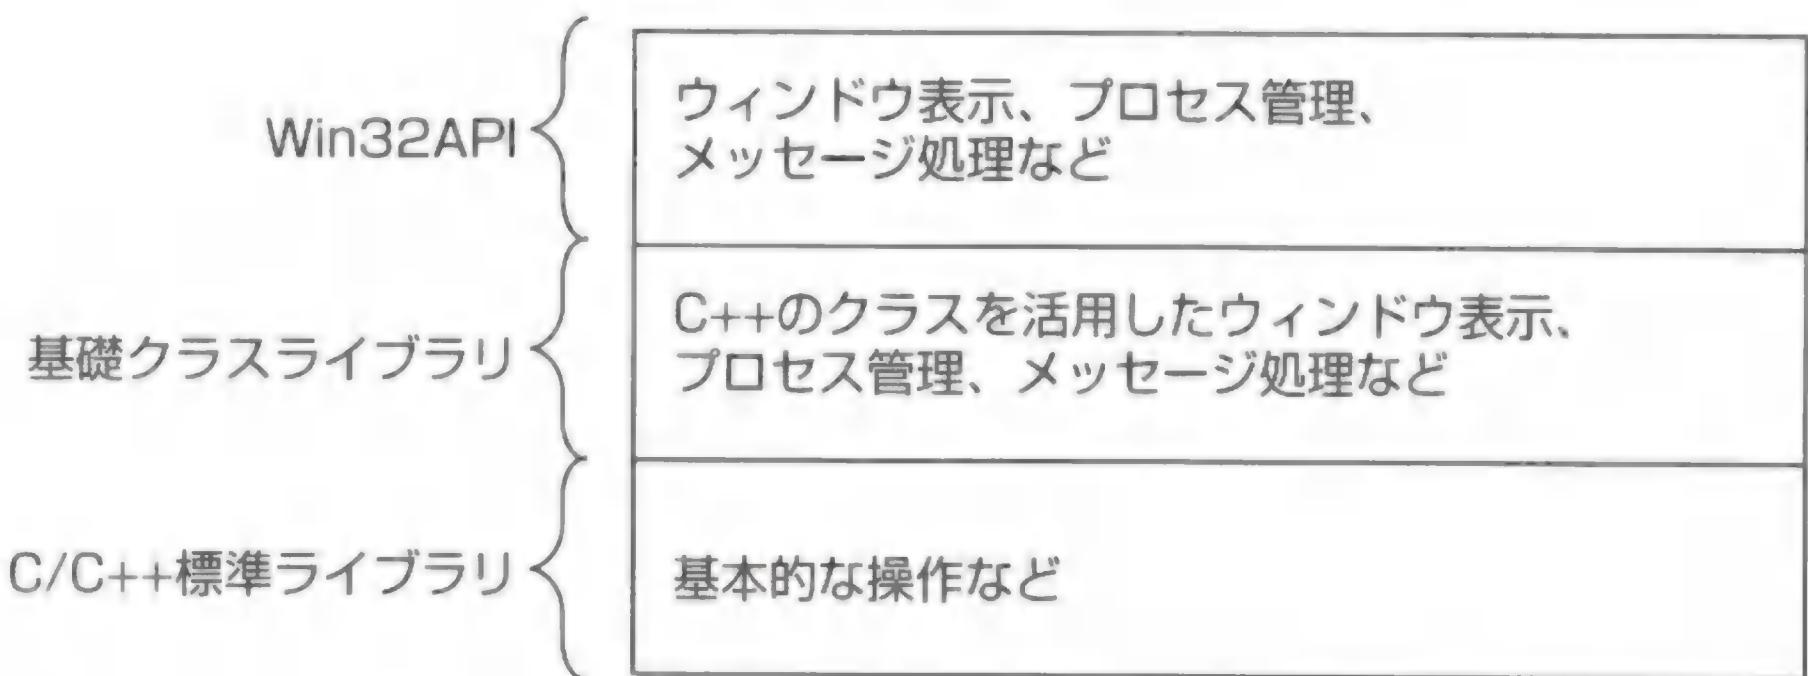 Win32API
ウィンドウ表示、プロセス管理、
メッセージ処理など
基礎クラスライブラリ
C++のクラスを活用したウィンドウ表示、
プロセス管理、メッセージ処理など
C/C++標準ライブラリ
基本的な操作など